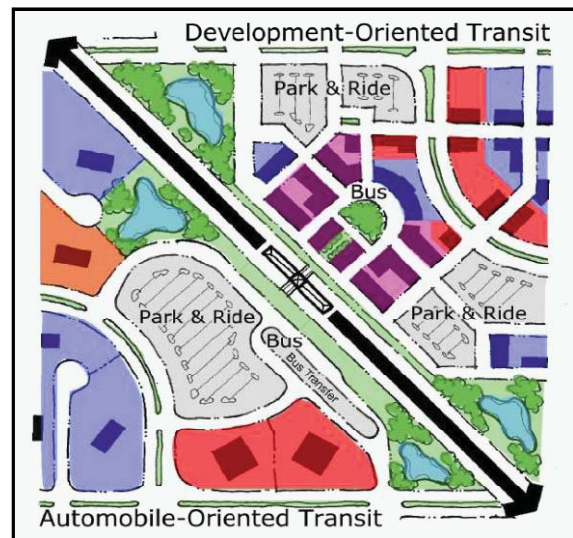 Development-Oriented Transit
Park & Ride
Bus
Park & Ride
Park & Ride
Bus
Bus Transfer
Automobile-Oriented Transit